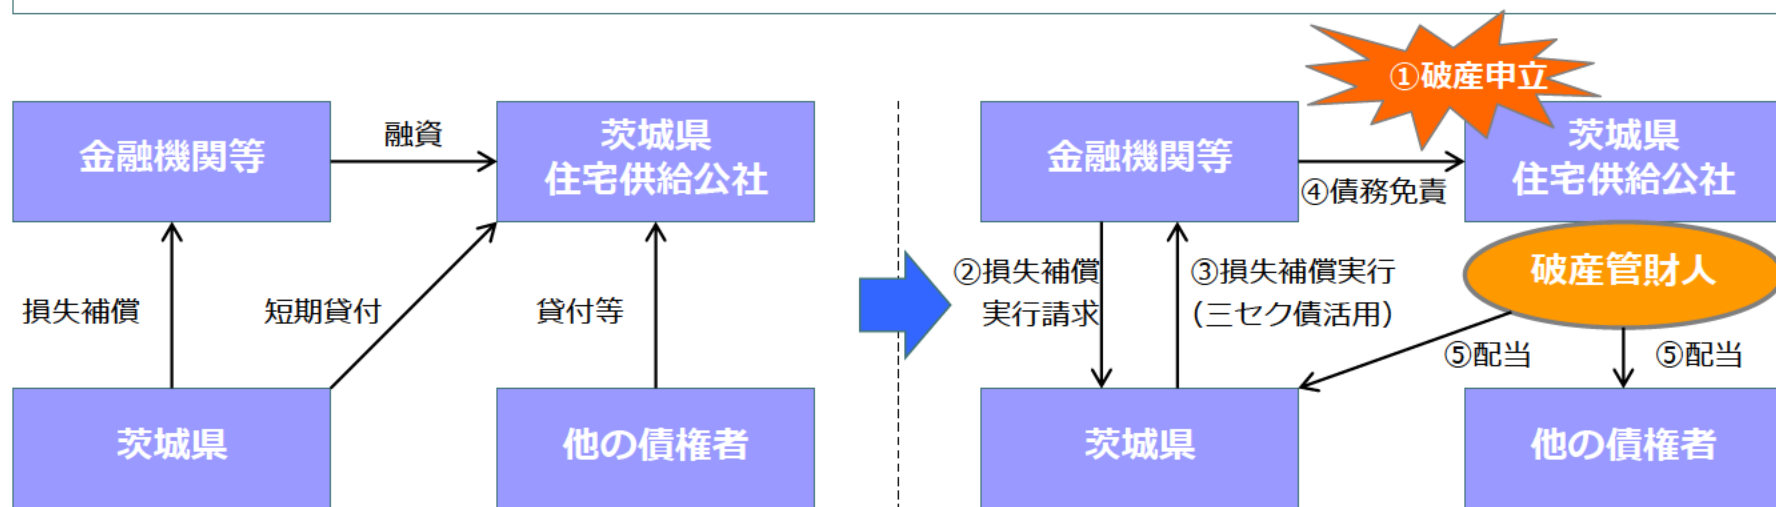 金融機関等
融資
茨城県
住宅供給公社
損失補償
短期貸付
貸付等
茨城県
他の債権者
①破産申立
金融機関等
④債務免責
茨城県
住宅供給公社
②損失補償
実行請求
③損失補償実行
(三セク債活用)
破産管財人
⑤配当
⑤配当
茨城県
他の債権者